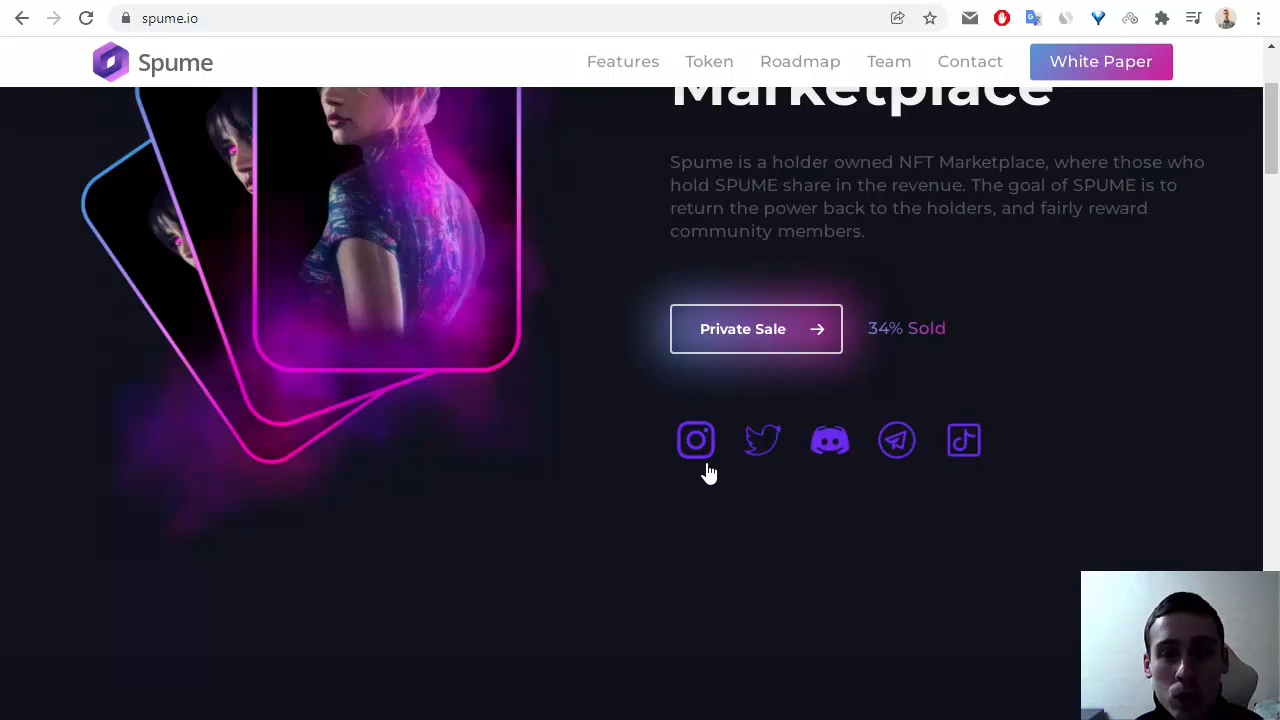 spume.io
Spume
Features
Token
Roadmap
Team
Contact
White Paper
Marketplace
Spume is a holder owned NFT Marketplace, where those who
hold SPUME share in the revenue. The goal of SPUME is to
return the power back to the holders, and fairly reward
community members.
Private Sale
34% Sold